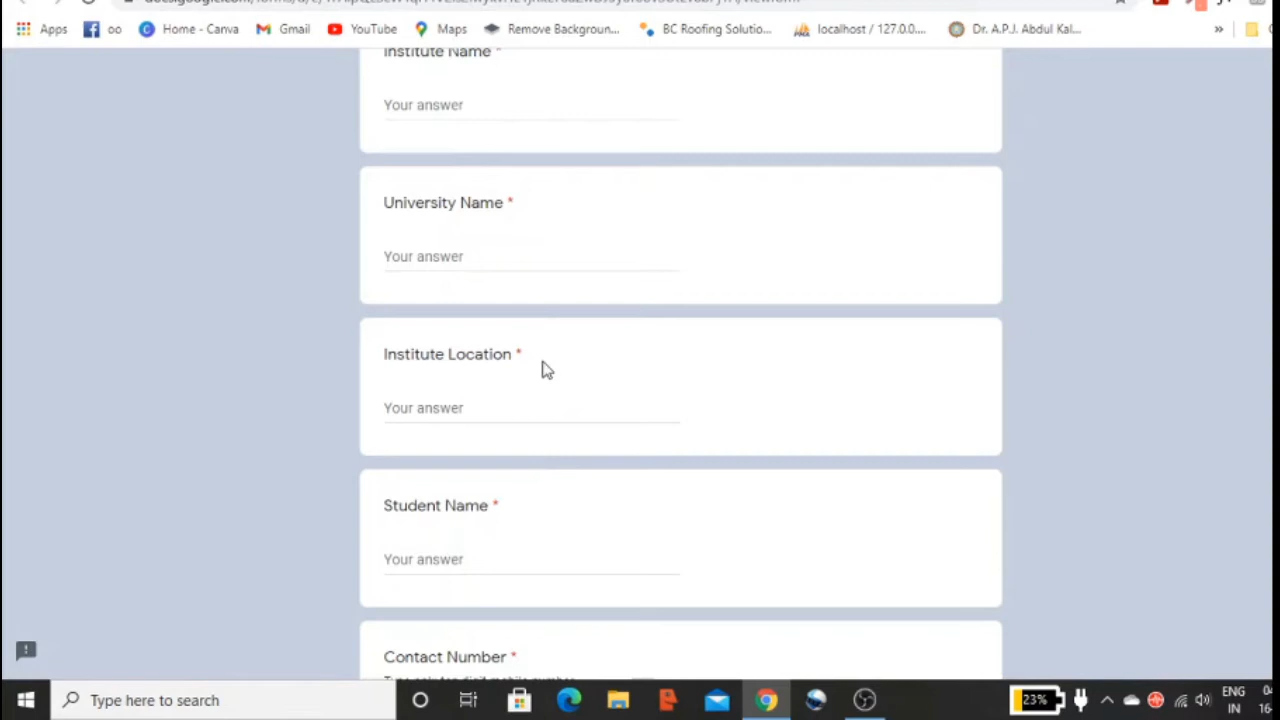 Apps
oo
Home - Canva
Gmail
YouTube
Maps
Remove Backgroun...
BC Roofing Solutio...
localhost / 127.0.0....
Dr. A.P.J. Abdul Kal...
»
Institute Name *
Your answer
University Name *
Your answer
Institute Location *
Your answer
Student Name *
Your answer
Contact Number *
Type here to search
23%
ENG
IN